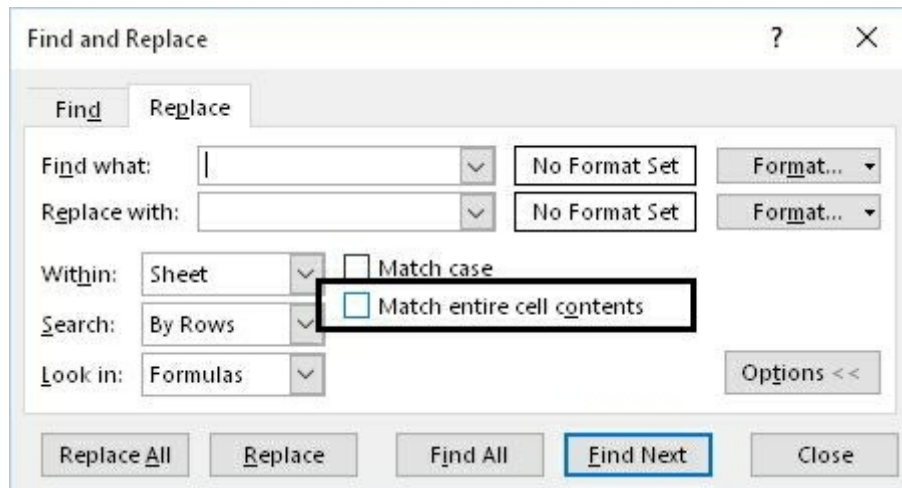 Find and Replace ?
Find Replace
Find what: No Format Set Format...
Replace with: No Format Set Format...
Within: Sheet Match case
Match entire cell contents
Search: By Rows
Look in: Formulas Options <<
Replace All Replace Find All Find Next Close